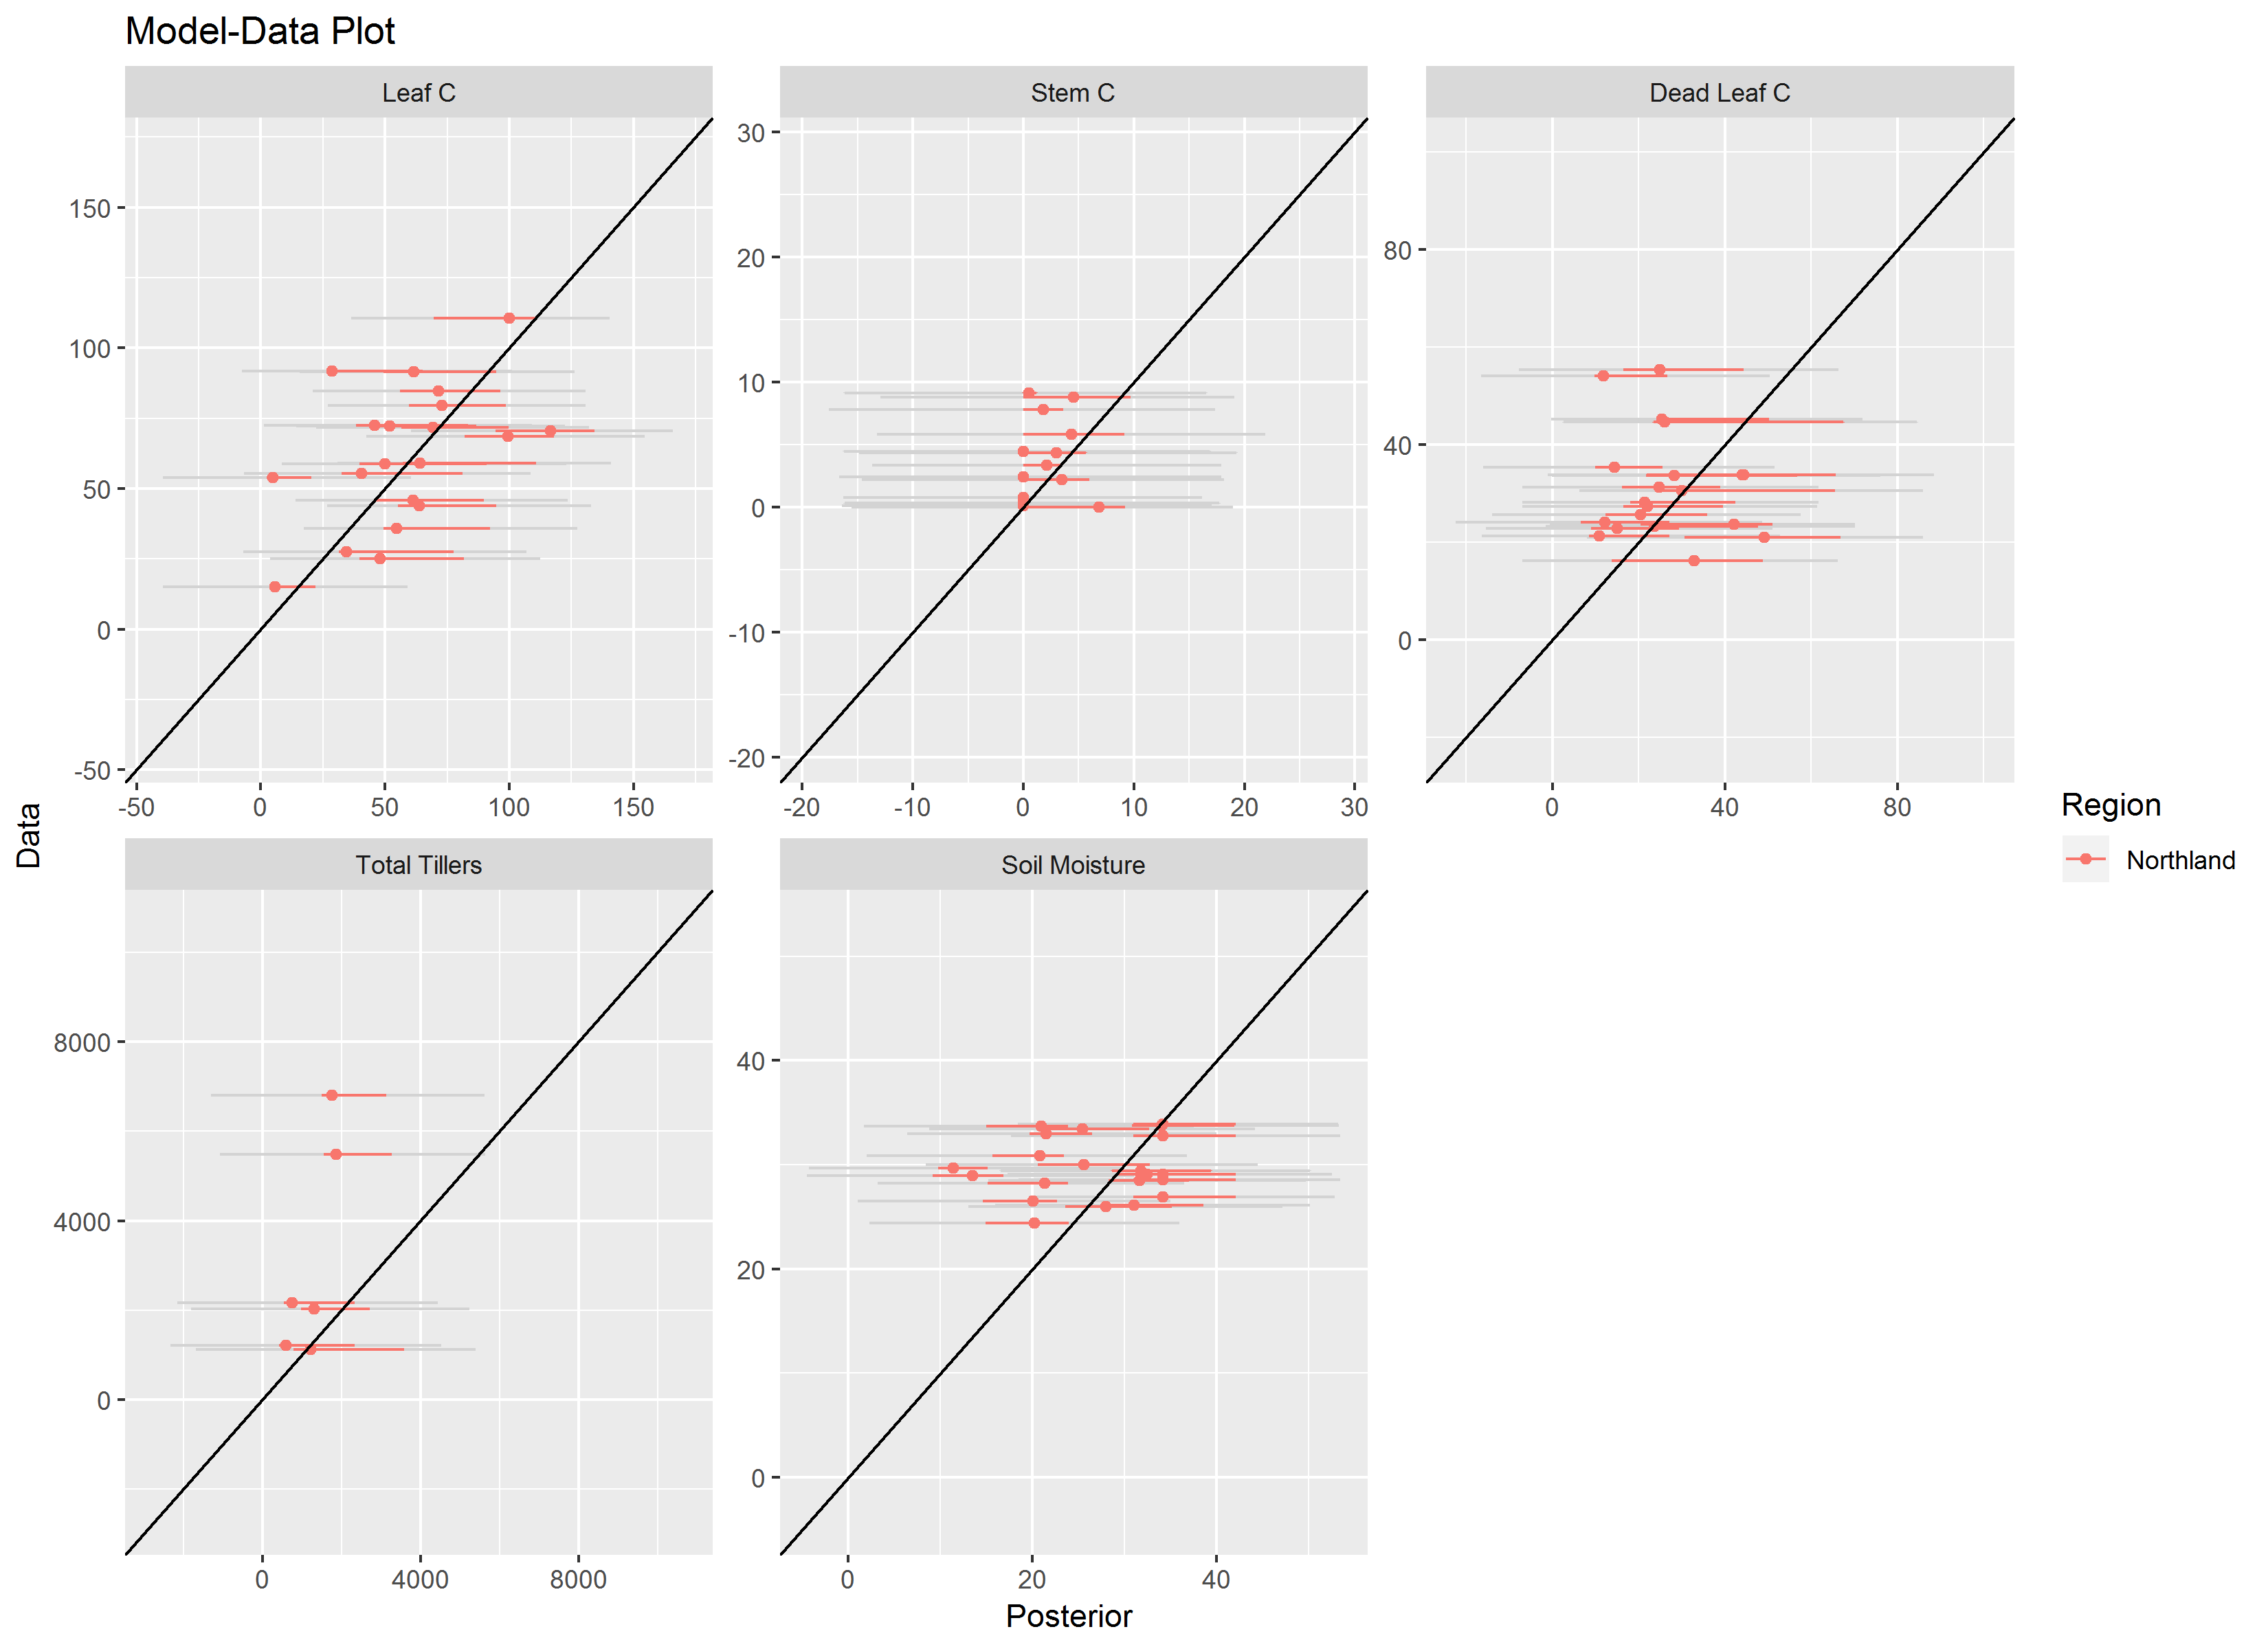 Model-Data Plot
Leaf C
Stem C
Dead Leaf C
150
100
50
0
-50
-50 0 50 100 150
30
20
10
0
-10
-20
-20 -10 0 10 20 30
80
40
0
0 40 80
Data
Total Tillers
Soil Moisture
8000
4000
0
0 4000 8000
40
20
0
0 20 40
Posterior
Region
Northland